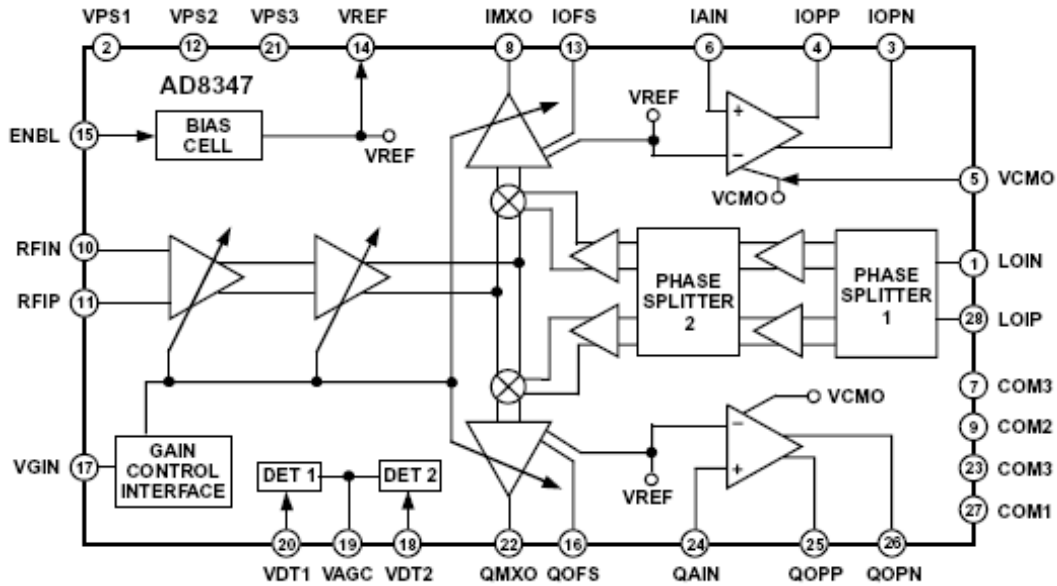 VPS1 VPS2 VPS3 VREF IMXO IOFS IAIN IOPP IOPN
2 12 21 14 8 13 6 4 3
AD8347
ENBL 15
BIAS
CELL
VREF
VREF
+
−
VCMO
5 VCMO
RFIN 10
RFIP 11
PHASE
SPLITTER
2
PHASE
SPLITTER
1
1 LOIN
28 LOIP
7 COM3
9 COM2
23 COM3
27 COM1
VCMO
−
+
VREF
VGIN 17
GAIN
CONTROL
INTERFACE
DET 1
DET 2
20 19 18 22 16 24 25 26
VDT1 VAGC VDT2 QMXO QOFS QAIN QOPP QOPN